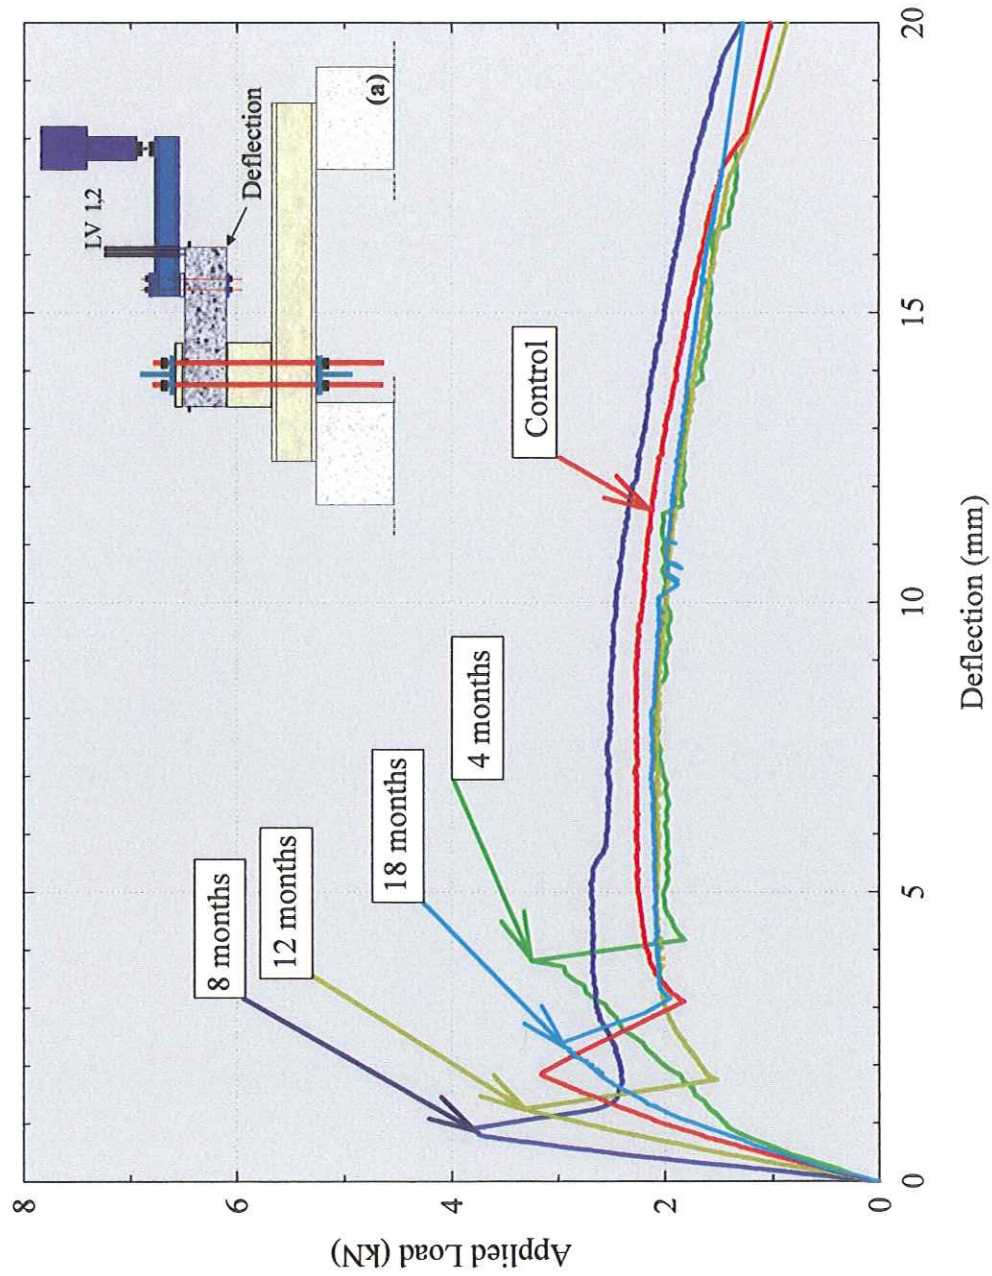 8
6
4
2
0
Applied Load (kN)
0
5
10
15
20
Deflection (mm)
8 months
12 months
18 months
4 months
Control
LV 1,2
Deflection
(a)